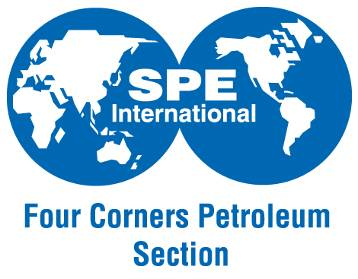 SPE
International
Four Corners Petroleum
Section